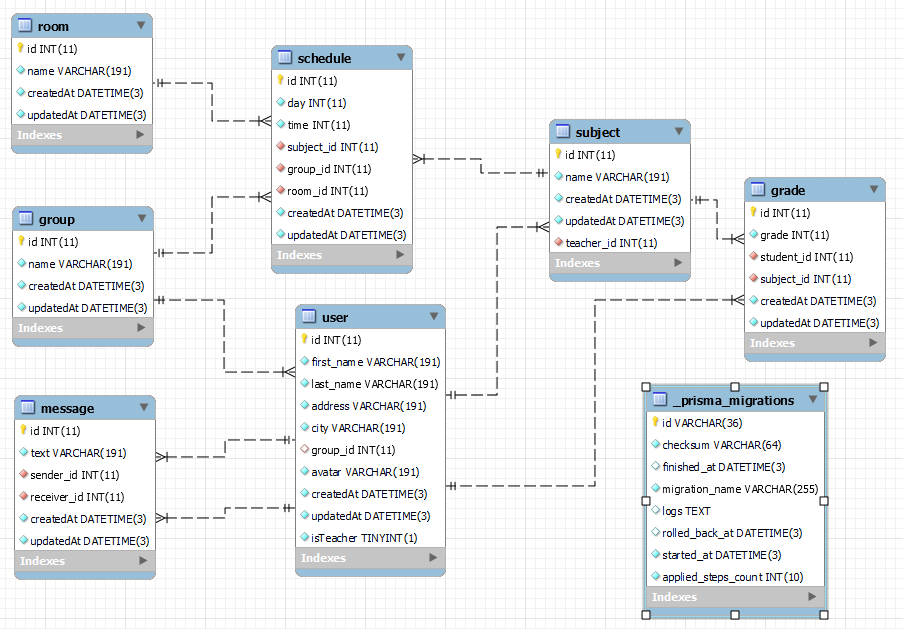 room
id INT(11)
name VARCHAR(191)
createdAt DATETIME(3)
updatedAt DATETIME(3)
Indexes
schedule
id INT(11)
day INT(11)
time INT(11)
subject_id INT(11)
group_id INT(11)
room_id INT(11)
createdAt DATETIME(3)
updatedAt DATETIME(3)
Indexes
subject
id INT(11)
name VARCHAR(191)
createdAt DATETIME(3)
updatedAt DATETIME(3)
teacher_id INT(11)
Indexes
grade
id INT(11)
grade INT(11)
student_id INT(11)
subject_id INT(11)
createdAt DATETIME(3)
updatedAt DATETIME(3)
Indexes
group
id INT(11)
name VARCHAR(191)
createdAt DATETIME(3)
updatedAt DATETIME(3)
Indexes
user
id INT(11)
first_name VARCHAR(191)
last_name VARCHAR(191)
address VARCHAR(191)
city VARCHAR(191)
group_id INT(11)
avatar VARCHAR(191)
createdAt DATETIME(3)
updatedAt DATETIME(3)
isTeacher TINYINT(1)
Indexes
message
id INT(11)
text VARCHAR(191)
sender_id INT(11)
receiver_id INT(11)
createdAt DATETIME(3)
updatedAt DATETIME(3)
Indexes
_prisma_migrations
id VARCHAR(36)
checksum VARCHAR(64)
finished_at DATETIME(3)
migration_name VARCHAR(255)
logs TEXT
rolled_back_at DATETIME(3)
started_at DATETIME(3)
applied_steps_count INT(10)
Indexes